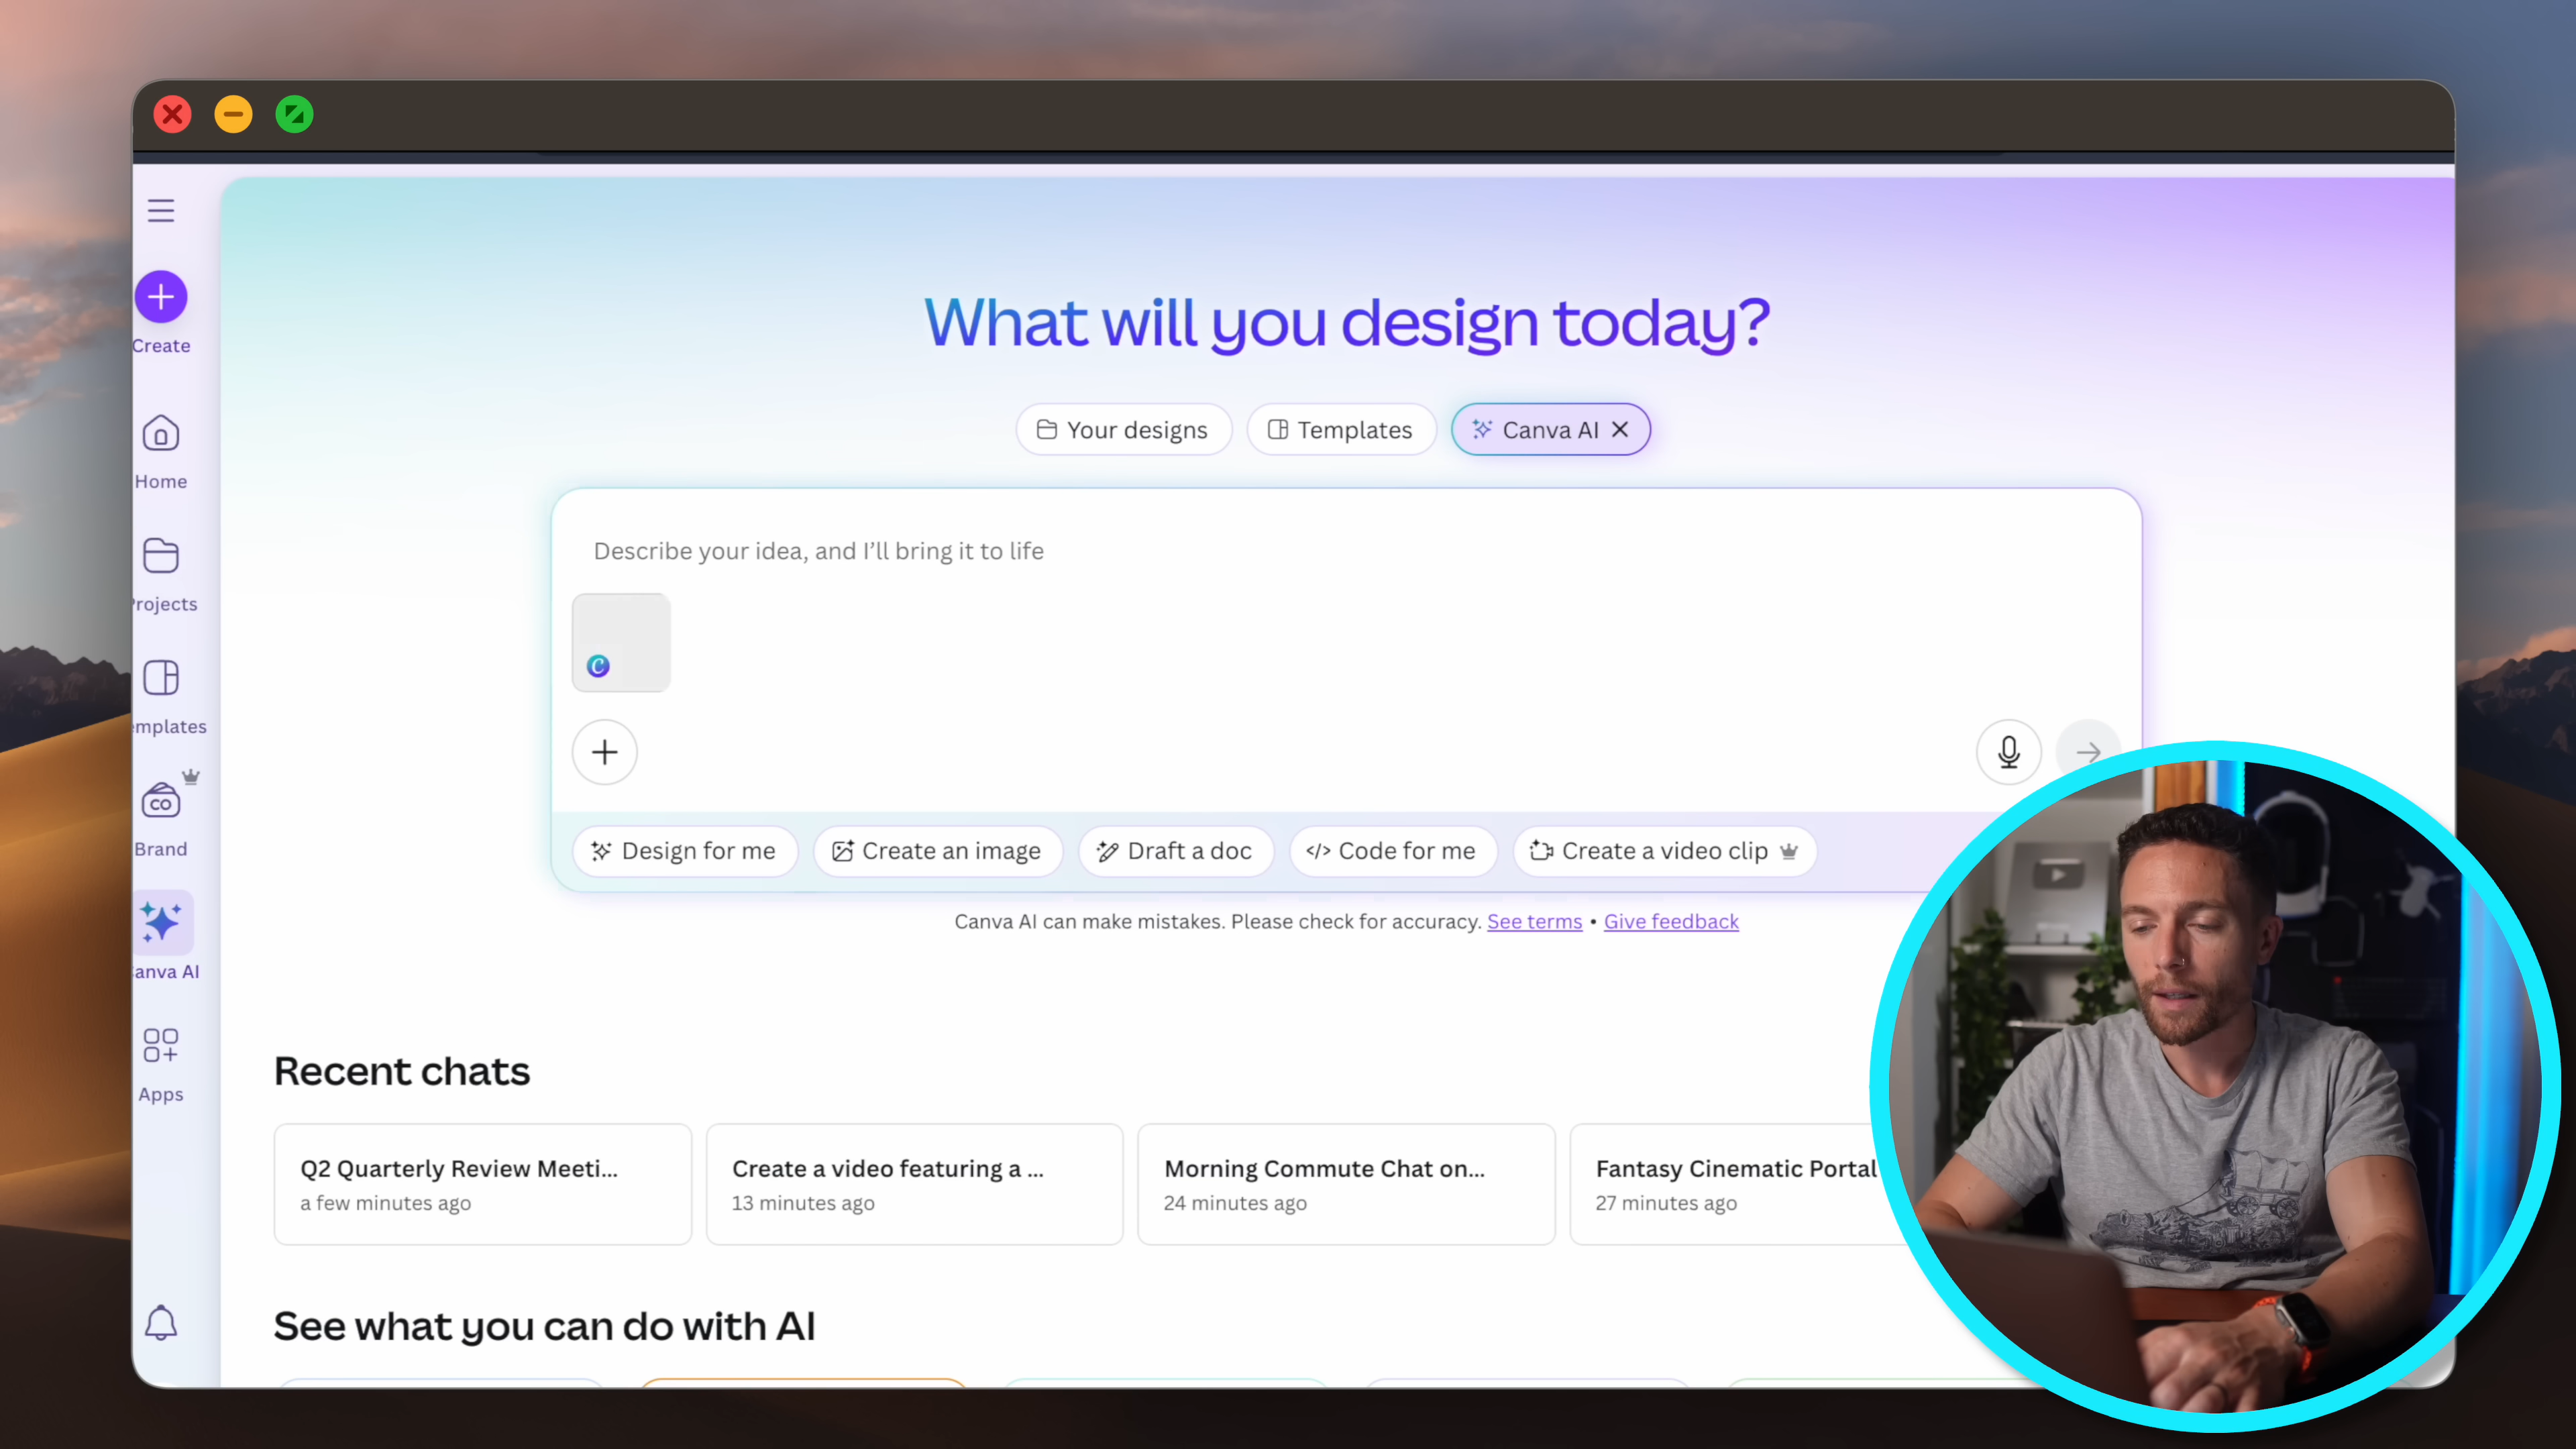 What will you design today?
Your designs
Templates
Canva AI
Describe your idea, and I'll bring it to life
Design for me
Create an image
Draft a doc
</> Code for me
Create a video clip
Canva AI can make mistakes. Please check for accuracy. See terms • Give feedback
Create
Home
rojects
mplates
CO
Brand
anva AI
Apps
Recent chats
Q2 Quarterly Review Meeti...
a few minutes ago
Create a video featuring a ...
13 minutes ago
Morning Commute Chat on...
24 minutes ago
Fantasy Cinematic Portal
27 minutes ago
See what you can do with AI